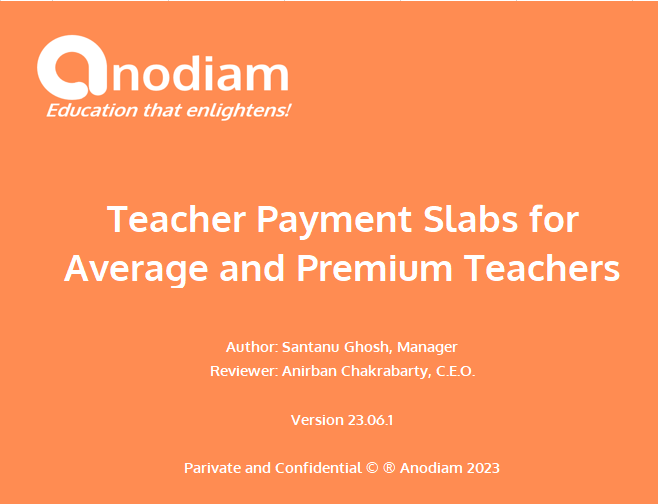 anodiam
Education that enlightens!
Teacher Payment Slabs for
Average and Premium Teachers
Author: Santanu Ghosh, Manager
Reviewer: Anirban Chakrabarty, C.E.O.
Version 23.06.1
Parivate and Confidential © ® Anodiam 2023